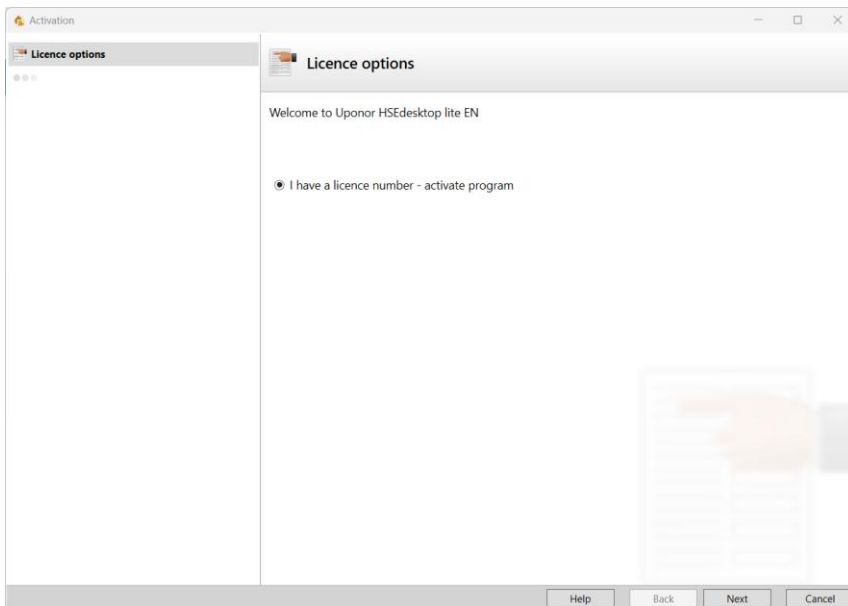 Activation
Licence options
Licence options
Welcome to Uponor HSEdesktop lite EN
I have a licence number - activate program
Help
Back
Next
Cancel